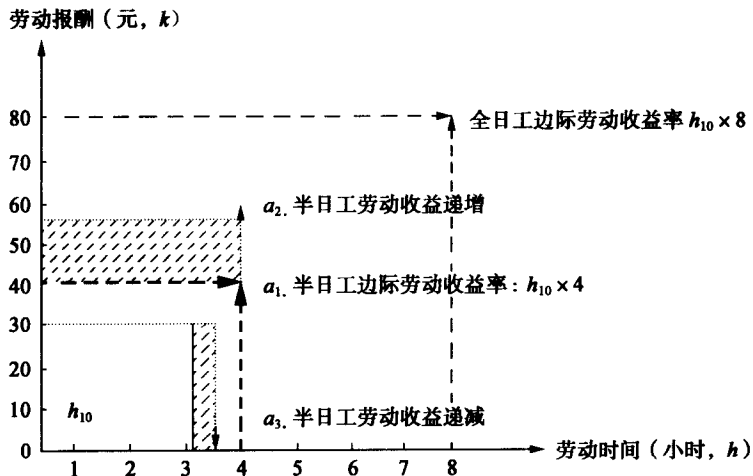 劳动报酬（元，k）
80
全日工边际劳动收益率 h₁₀×8
70
60
a₂. 半日工劳动收益递增
50
40
a₁. 半日工边际劳动收益率：h₁₀×4
30
20
10
h₁₀
a₃. 半日工劳动收益递减
0
1 2 3 4 5 6 7 8
劳动时间（小时，h）